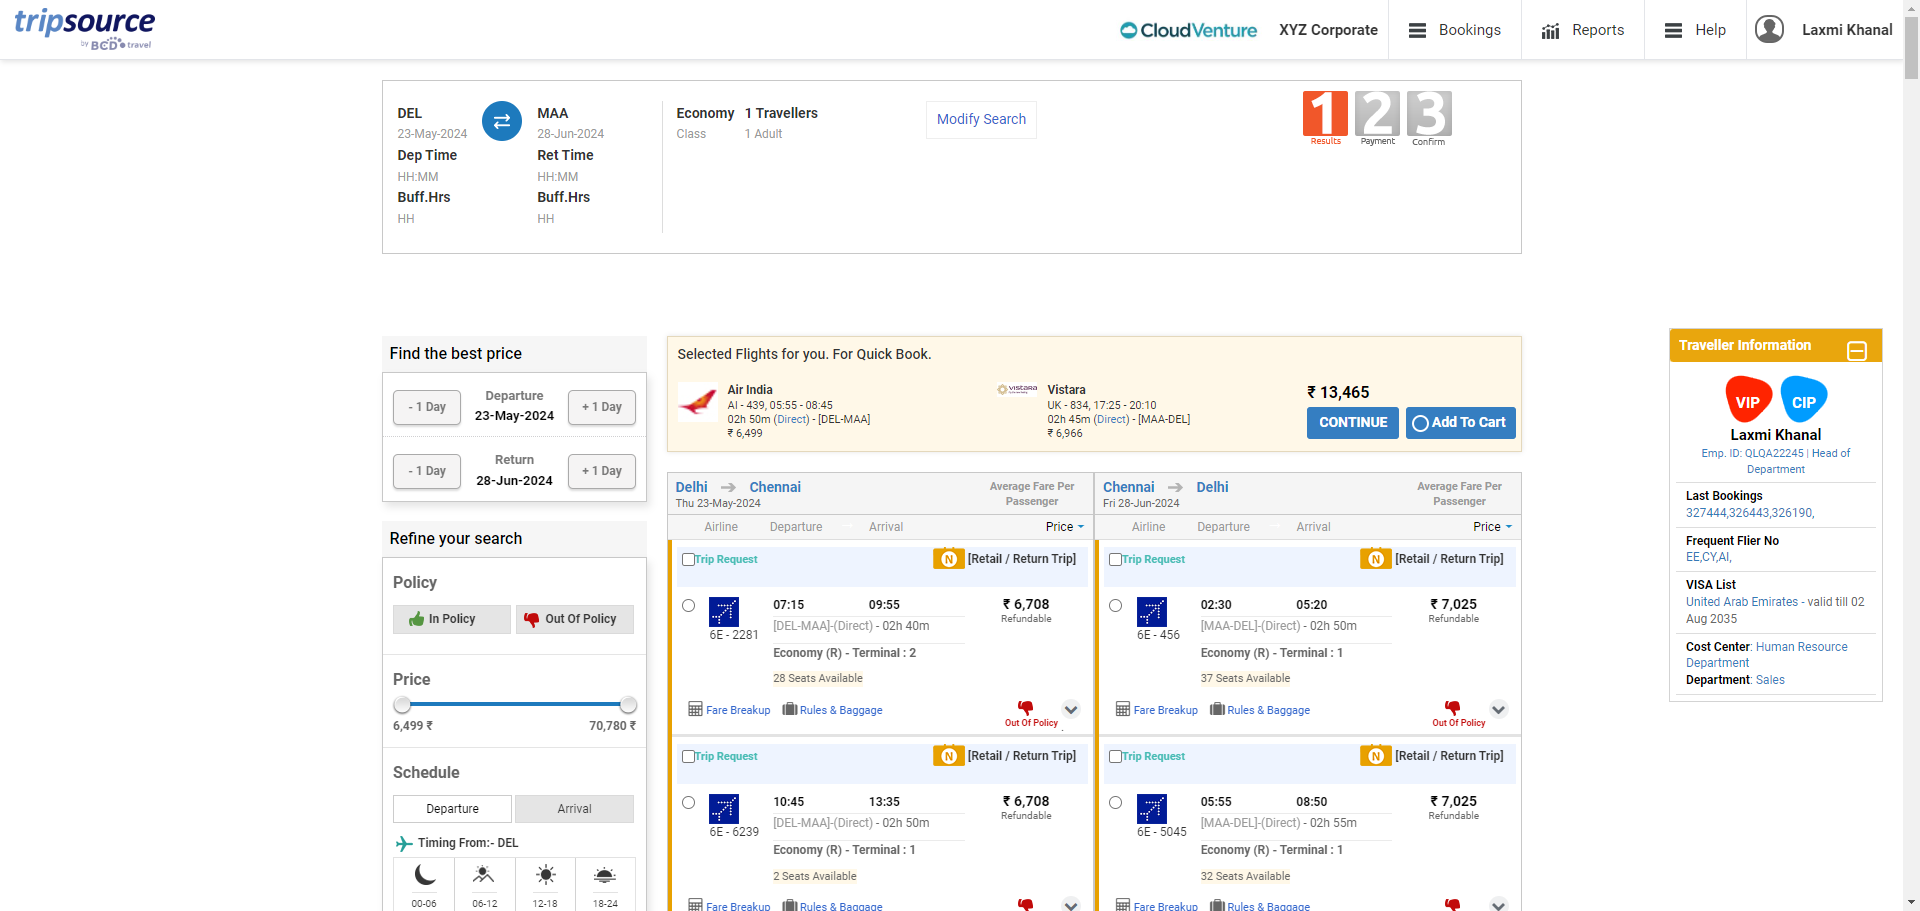 tripsource
by BCD travel
CloudVenture
XYZ Corporate
Bookings
Reports
Help
Laxmi Khanal
DEL
23-May-2024
Dep Time
HH:MM
Buff.Hrs
HH
MAA
28-Jun-2024
Ret Time
HH:MM
Buff.Hrs
HH
Economy
Class
1 Travellers
1 Adult
Modify Search
1 2 3
Results Payment Confirm
Find the best price
- 1 Day
Departure
23-May-2024
+ 1 Day
- 1 Day
Return
28-Jun-2024
+ 1 Day
Refine your search
Policy
In Policy
Out Of Policy
Price
6,499 ₹
70,780 ₹
Schedule
Departure
Arrival
Timing From:- DEL
00-06 06-12 12-18 18-24
Selected Flights for you. For Quick Book.
Air India
AI - 439, 05:55 - 08:45
02h 50m (Direct) - [DEL-MAA]
₹ 6,499
vistara
Vistara
UK - 834, 17:25 - 20:10
02h 45m (Direct) - [MAA-DEL]
₹ 6,966
₹ 13,465
CONTINUE
Add To Cart
Delhi Chennai
Thu 23-May-2024
Average Fare Per
Passenger
Airline Departure Arrival Price
Trip Request
N [Retail / Return Trip]
07:15 09:55
₹ 6,708
Refundable
6E - 2281
[DEL-MAA]-(Direct) - 02h 40m
Economy (R) - Terminal : 2
28 Seats Available
Fare Breakup
Rules & Baggage
Out Of Policy
Trip Request
N [Retail / Return Trip]
10:45 13:35
₹ 6,708
Refundable
6E - 6239
[DEL-MAA]-(Direct) - 02h 50m
Economy (R) - Terminal : 1
2 Seats Available
Fare Breakup
Rules & Baggage
Chennai Delhi
Fri 28-Jun-2024
Average Fare Per
Passenger
Airline Departure Arrival Price
Trip Request
N [Retail / Return Trip]
02:30 05:20
₹ 7,025
Refundable
6E - 456
[MAA-DEL]-(Direct) - 02h 50m
Economy (R) - Terminal : 1
37 Seats Available
Fare Breakup
Rules & Baggage
Out Of Policy
Trip Request
N [Retail / Return Trip]
05:55 08:50
₹ 7,025
Refundable
6E - 5045
[MAA-DEL]-(Direct) - 02h 55m
Economy (R) - Terminal : 1
32 Seats Available
Fare Breakup
Rules & Baggage
Traveller Information
VIP CIP
Laxmi Khanal
Emp. ID: QLQA22245 | Head of
Department
Last Bookings
327444,326443,326190,
Frequent Flier No
EE,CY,AI,
VISA List
United Arab Emirates - valid till 02
Aug 2035
Cost Center: Human Resource
Department
Department: Sales